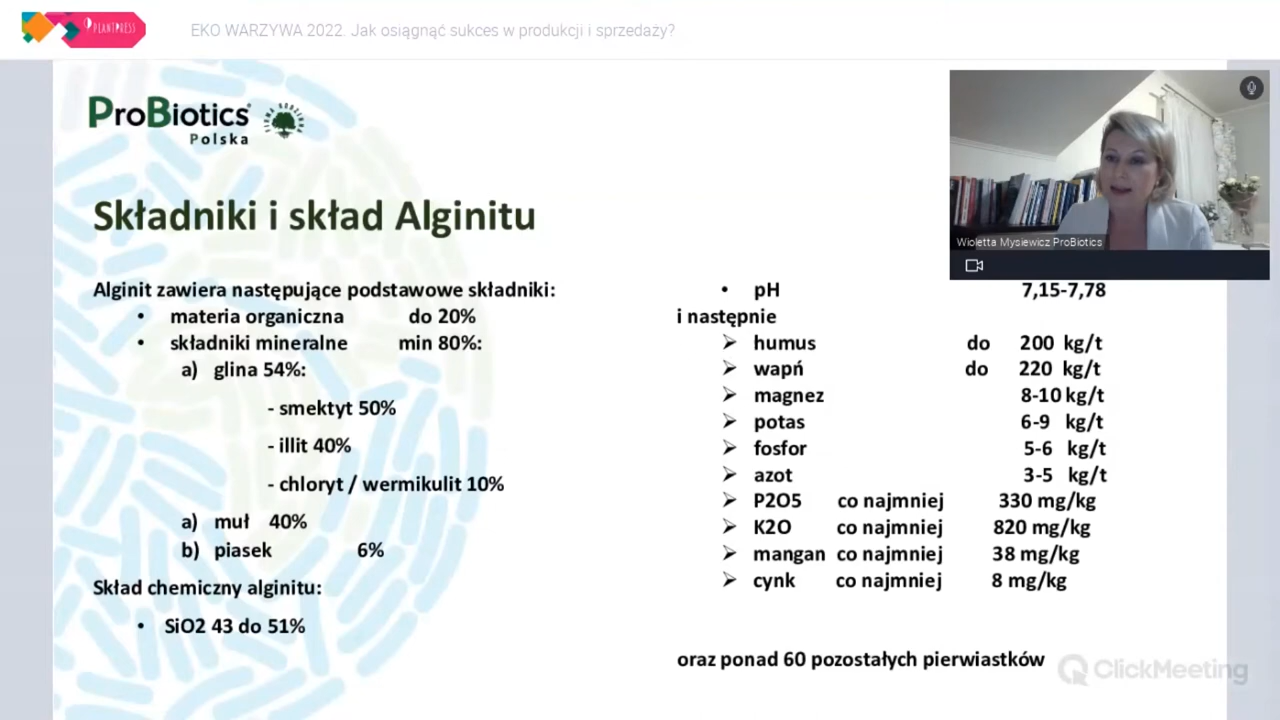 PLANTPRESS
EKO WARZYWA 2022. Jak osiągnąć sukces w produkcji i sprzedaży?
ProBiotics
Polska
Wioletta Mysiewicz ProBiotics
Składniki i skład Alginitu
Alginit zawiera następujące podstawowe składniki:
• materia organiczna do 20%
• składniki mineralne min 80%:
a) glina 54%:
- smektyt 50%
- illit 40%
- chloryt / wermikulit 10%
a) muł 40%
b) piasek 6%
Skład chemiczny alginitu:
• SiO2 43 do 51%
• pH 7,15-7,78
i następnie
➢ humus do 200 kg/t
➢ wapń do 220 kg/t
➢ magnez 8-10 kg/t
➢ potas 6-9 kg/t
➢ fosfor 5-6 kg/t
➢ azot 3-5 kg/t
➢ P2O5 co najmniej 330 mg/kg
➢ K2O co najmniej 820 mg/kg
➢ mangan co najmniej 38 mg/kg
➢ cynk co najmniej 8 mg/kg
oraz ponad 60 pozostałych pierwiastków
ClickMeeting